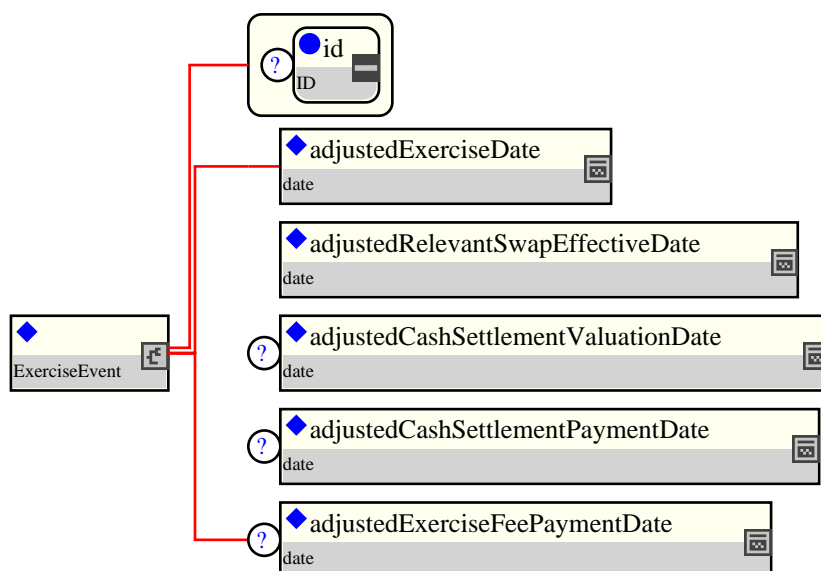 ? id
ID
adjustedExerciseDate
date
adjustedRelevantSwapEffectiveDate
date
ExerciseEvent
? adjustedCashSettlementValuationDate
date
? adjustedCashSettlementPaymentDate
date
? adjustedExerciseFeePaymentDate
date